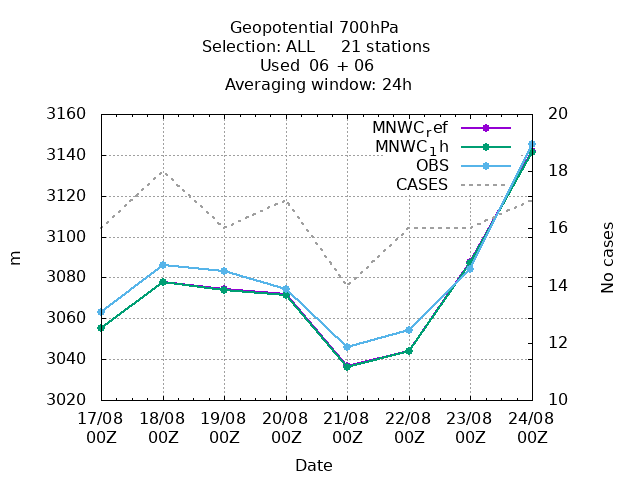 Geopotential 700hPa
Selection: ALL 21 stations
Used 06 + 06
Averaging window: 24h
3160
3140
3120
3100
3080
3060
3040
3020
m
20
18
16
14
12
10
No cases
MNWC_ref
MNWC_1h
OBS
CASES
17/08 18/08 19/08 20/08 21/08 22/08 23/08 24/08
00Z 00Z 00Z 00Z 00Z 00Z 00Z 00Z
Date